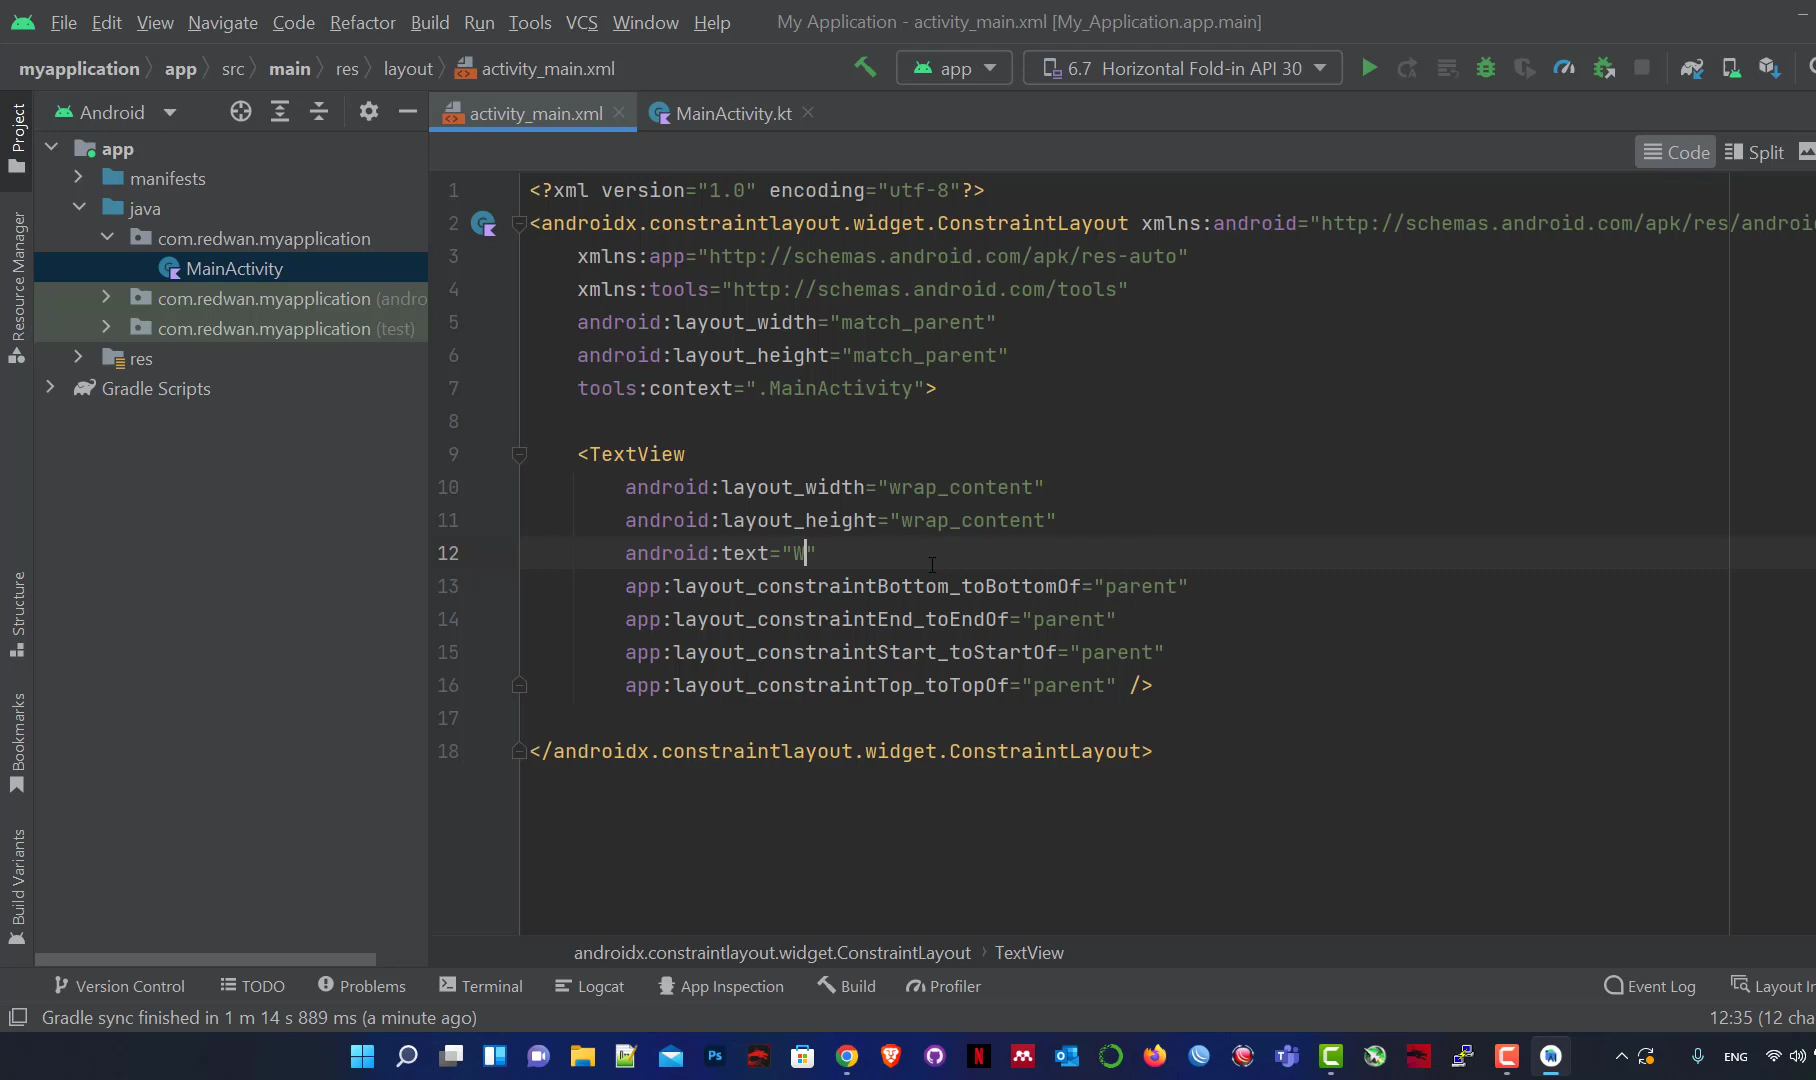 File Edit View Navigate Code Refactor Build Run Tools VCS Window Help My Application - activity_main.xml [My_Application.app.main]
myapplication app src main res layout activity_main.xml app 6.7 Horizontal Fold-in API 30
Project
Android
activity_main.xml MainActivity.kt
app
Code Split
manifests
java
com.redwan.myapplication
MainActivity
com.redwan.myapplication (andro
com.redwan.myapplication (test)
res
Gradle Scripts
Resource Manager
Structure
Bookmarks
Build Variants
1 <?xml version="1.0" encoding="utf-8"?>
2 <androidx.constraintlayout.widget.ConstraintLayout xmlns:android="http://schemas.android.com/apk/res/androi
3 xmlns:app="http://schemas.android.com/apk/res-auto"
4 xmlns:tools="http://schemas.android.com/tools"
5 android:layout_width="match_parent"
6 android:layout_height="match_parent"
7 tools:context=".MainActivity">
8
9 <TextView
10 android:layout_width="wrap_content"
11 android:layout_height="wrap_content"
12 android:text="W"
13 app:layout_constraintBottom_toBottomOf="parent"
14 app:layout_constraintEnd_toEndOf="parent"
15 app:layout_constraintStart_toStartOf="parent"
16 app:layout_constraintTop_toTopOf="parent" />
17
18 </androidx.constraintlayout.widget.ConstraintLayout>
androidx.constraintlayout.widget.ConstraintLayout TextView
Version Control TODO Problems Terminal Logcat App Inspection Build Profiler Event Log Layout In
Gradle sync finished in 1 m 14 s 889 ms (a minute ago) 12:35 (12 cha
Ps N C C ENG